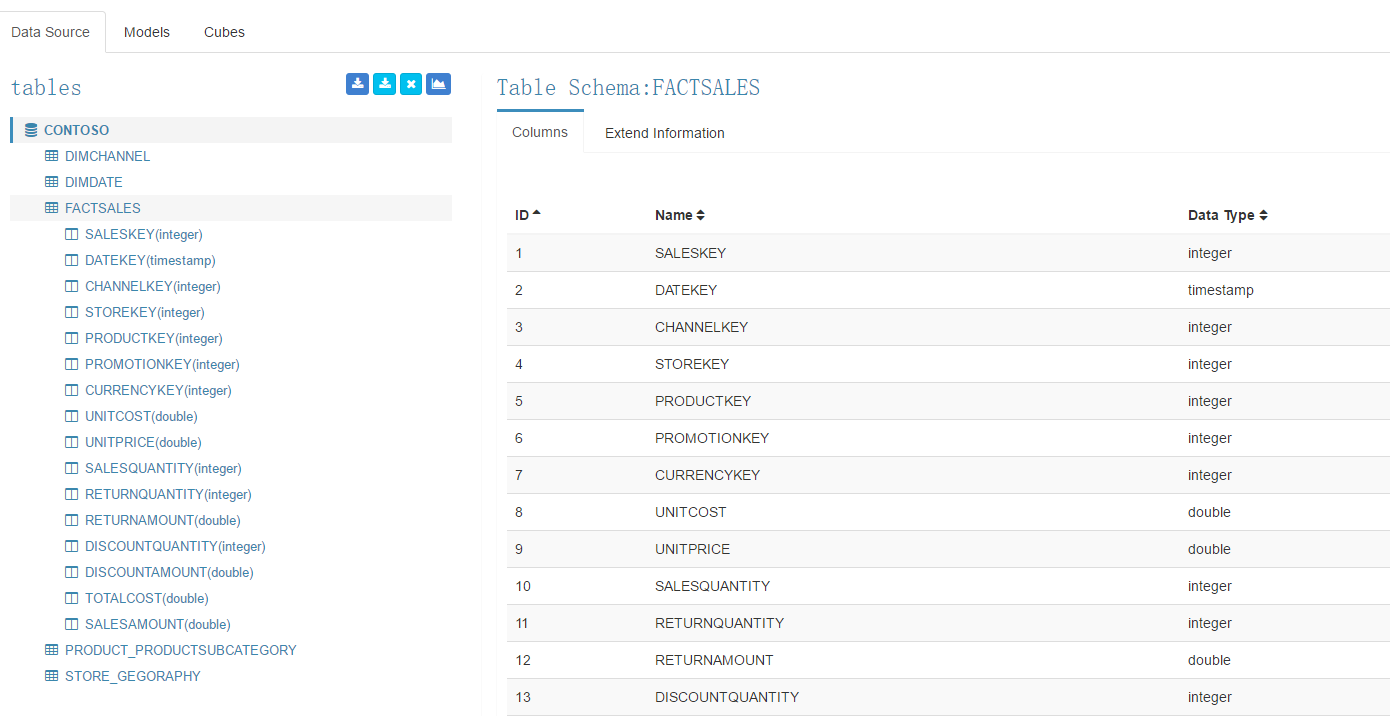 Data Source Models Cubes
tables
CONTOSO
DIMCHANNEL
DIMDATE
FACTSALES
SALESKEY(integer)
DATEKEY(timestamp)
CHANNELKEY(integer)
STOREKEY(integer)
PRODUCTKEY(integer)
PROMOTIONKEY(integer)
CURRENCYKEY(integer)
UNITCOST(double)
UNITPRICE(double)
SALESQUANTITY(integer)
RETURNQUANTITY(integer)
RETURNAMOUNT(double)
DISCOUNTQUANTITY(integer)
DISCOUNTAMOUNT(double)
TOTALCOST(double)
SALESAMOUNT(double)
PRODUCT_PRODUCTSUBCATEGORY
STORE_GEGORAPHY
Table Schema:FACTSALES
Columns Extend Information
ID Name Data Type
1 SALESKEY integer
2 DATEKEY timestamp
3 CHANNELKEY integer
4 STOREKEY integer
5 PRODUCTKEY integer
6 PROMOTIONKEY integer
7 CURRENCYKEY integer
8 UNITCOST double
9 UNITPRICE double
10 SALESQUANTITY integer
11 RETURNQUANTITY integer
12 RETURNAMOUNT double
13 DISCOUNTQUANTITY integer